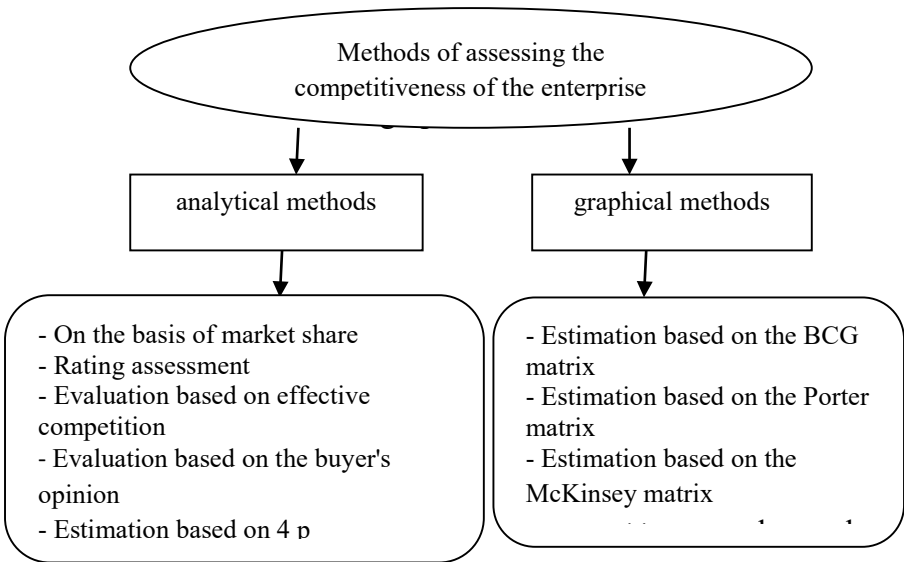 Methods of assessing the
competitiveness of the enterprise
analytical methods
graphical methods
- On the basis of market share
- Rating assessment
- Evaluation based on effective
competition
- Evaluation based on the buyer's
opinion
- Estimation based on 4 p
- Estimation based on the BCG
matrix
- Estimation based on the Porter
matrix
- Estimation based on the
McKinsey matrix